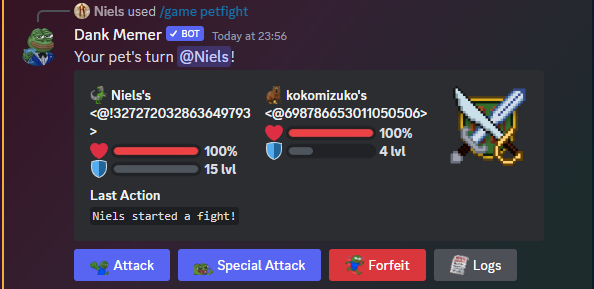 Niels used /game petfight
Dank Memer ✓ BOT Today at 23:56
Your pet's turn @Niels!
Niels's
<@!327272032863649793
>
100%
15 lvl
kokomizuko's
<@698786653011050506>
100%
4 lvl
Last Action
Niels started a fight!
Attack
Special Attack
Forfeit
Logs